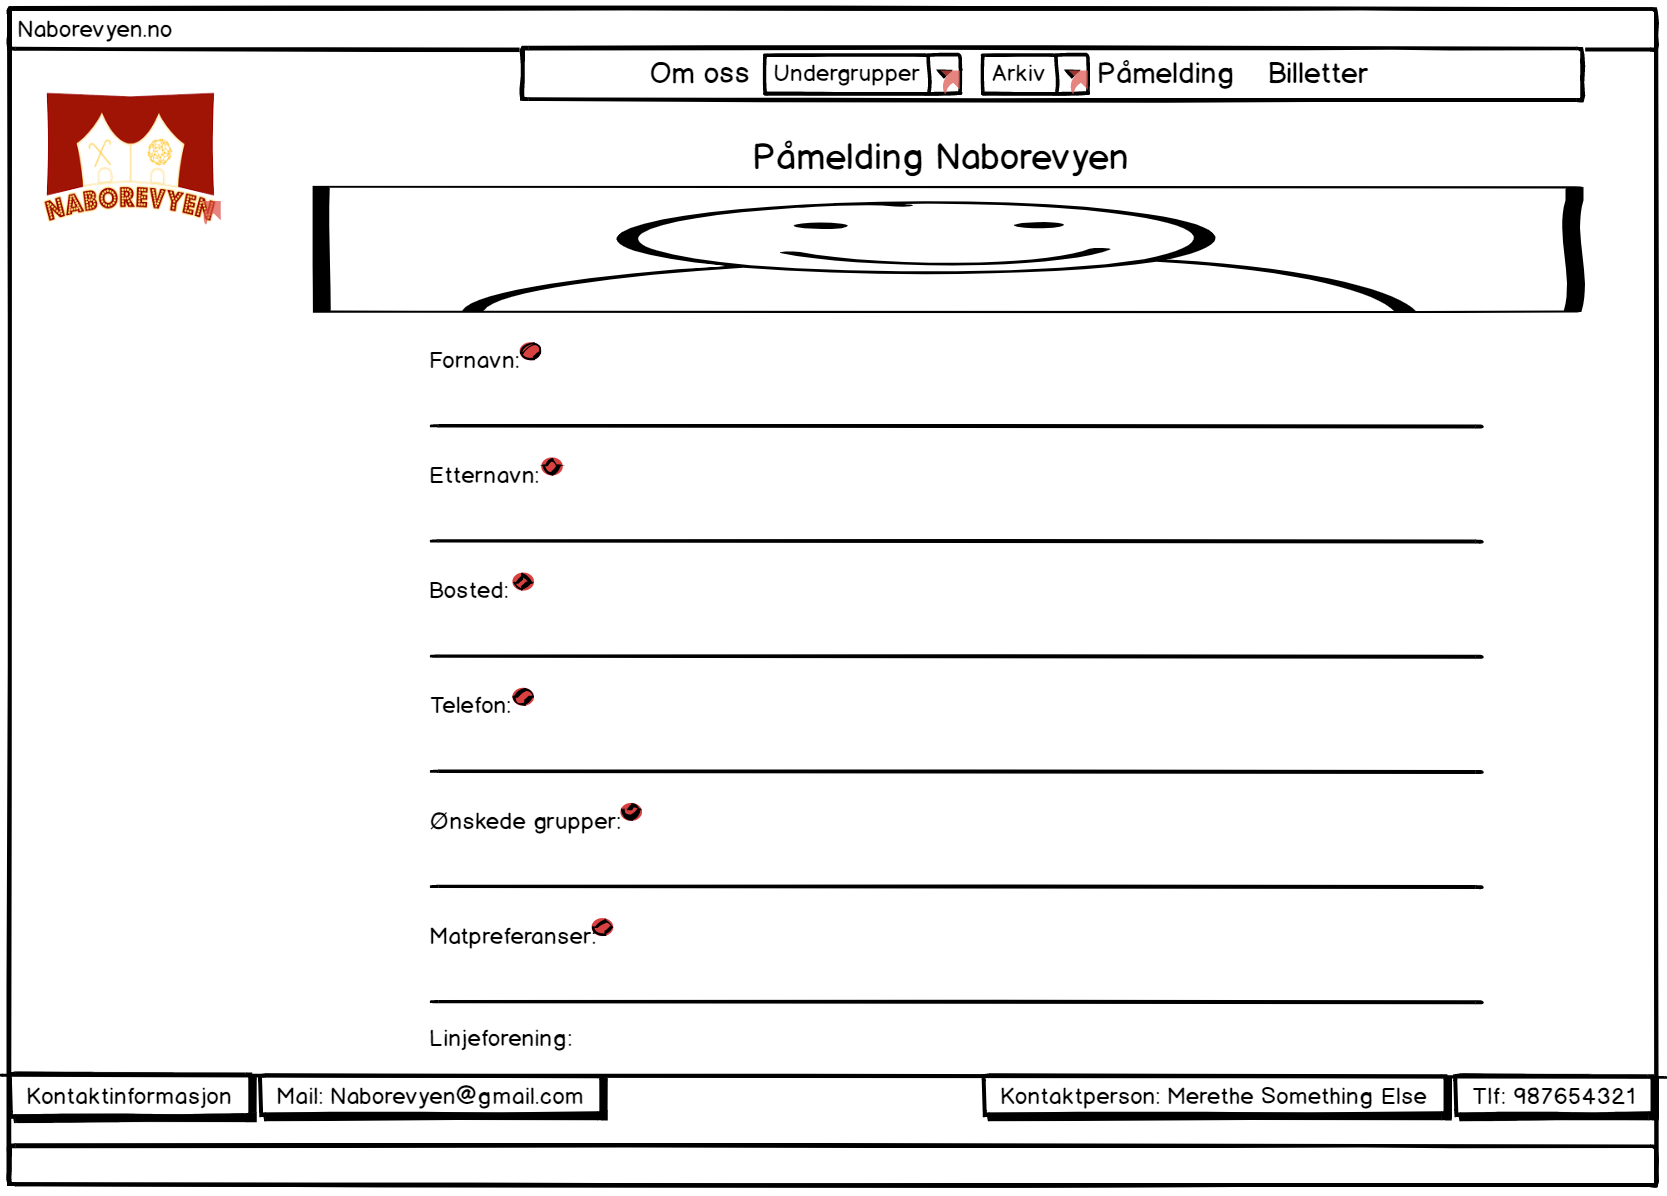 Naborevyen.no
Om oss Undergrupper Arkiv Påmelding Billetter
NABOREVYEN
Påmelding Naborevyen
Fornavn:
Etternavn:
Bosted:
Telefon:
Ønskede grupper:
Matpreferanser:
Linjeforening:
Kontaktinformasjon Mail: Naborevyen@gmail.com Kontaktperson: Merethe Something Else Tlf: 987654321